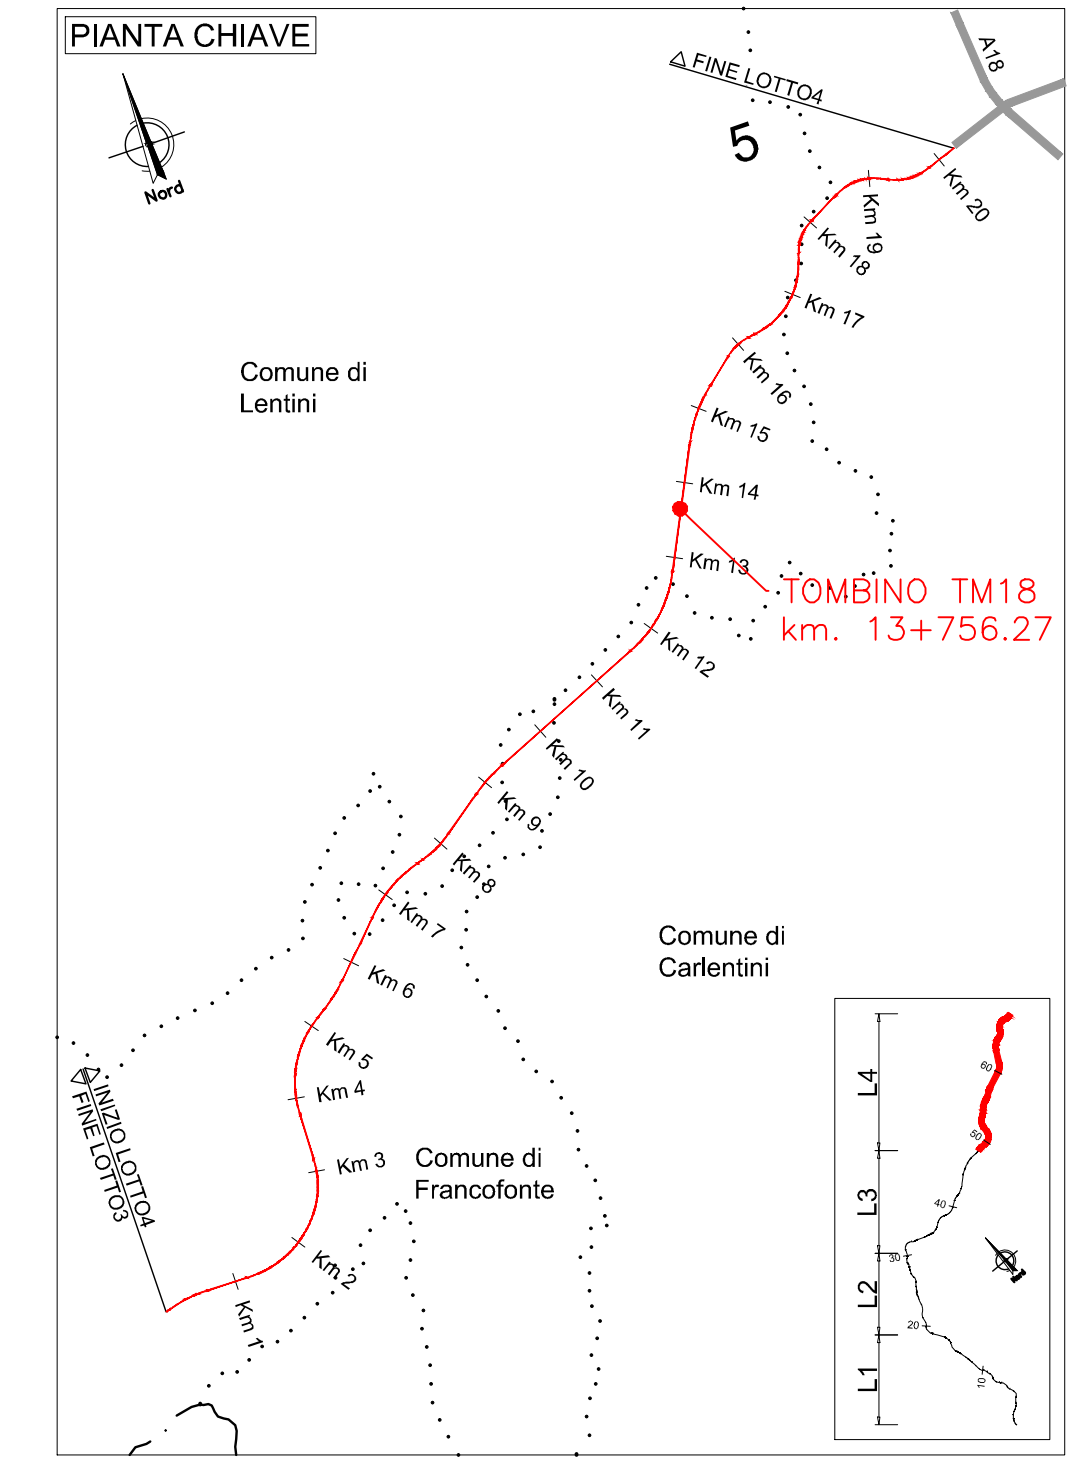 PIANTA CHIAVE
Nord
FINE LOTTO4
A18
5
Km 20
Km 19
Km 18
Km 17
Km 16
Comune di
Lentini
Km 15
Km 14
Km 13
TOMBINO TM18
km. 13+756.27
Km 12
Km 11
Km 10
Km 9
Km 8
Km 7
Comune di
Carlentini
Km 6
Km 5
Km 4
INIZIO LOTTO4
FINE LOTTO3
Km 3
Comune di
Francofonte
Km 2
Km 1
L4
60
50
L3
40
30
L2
20
L1
10